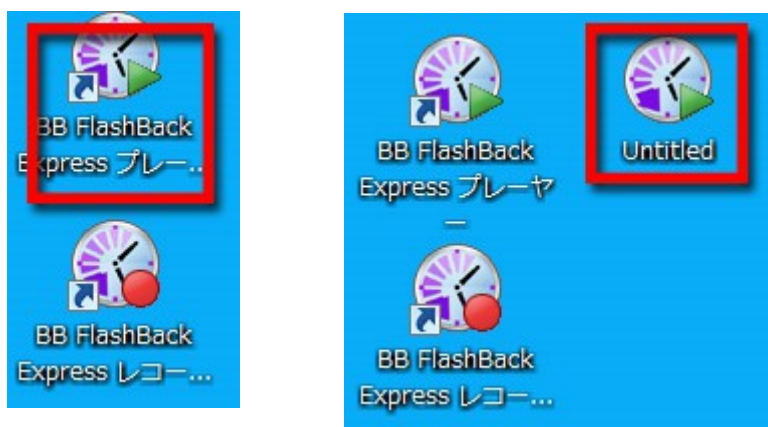 BB FlashBack
Express プレー...
BB FlashBack
Express レコー...
BB FlashBack
Express プレーヤ
ー
Untitled
BB FlashBack
Express レコー...